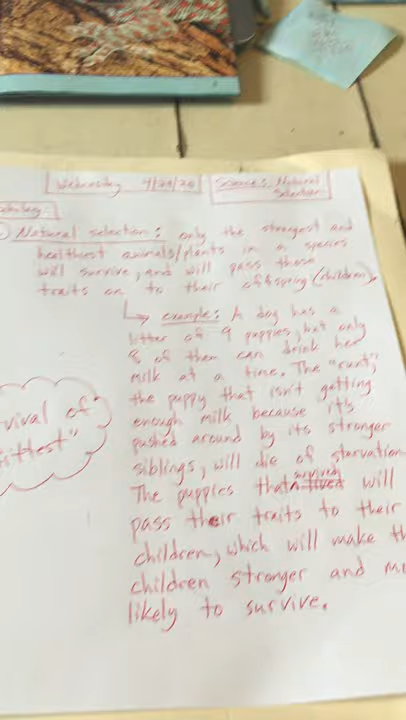 Wednesday 4/29/20
Science: Natural Selection
Natural selection: only the strongest and
healthiest animals/plants in a species
will survive, and will pass those
traits on to their offspring (children).
example: A dog has a
litter of 9 puppies, but only
8 of them can drink her
milk at a time. The "runt",
the puppy that isn't getting
enough milk because it's
pushed around by its stronger
siblings, will die of starvation
The puppies that survived will
pass their traits to their
children, which will make th
children stronger and mo
likely to survive.
vival of
ittest"